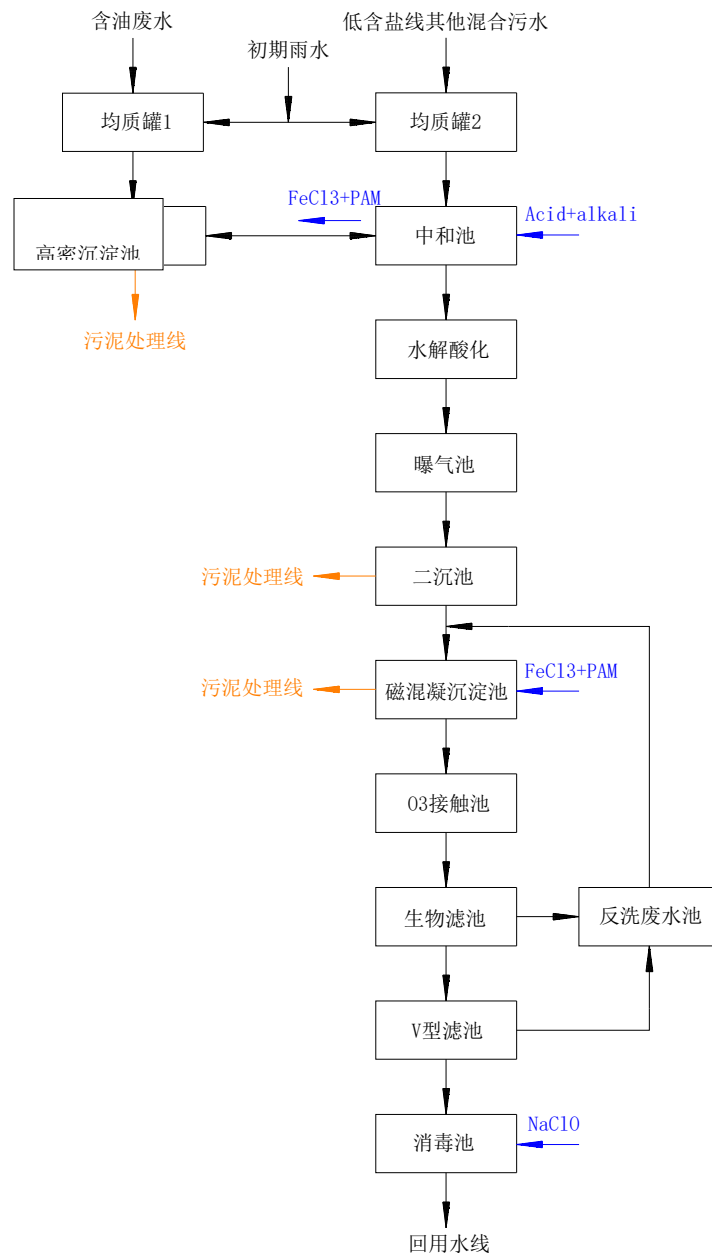 含油废水
低含盐线其他混合污水
初期雨水
均质罐1
均质罐2
FeCl3+PAM
Acid+alkali
高密沉淀池
中和池
污泥处理线
水解酸化
曝气池
污泥处理线
二沉池
污泥处理线
磁混凝沉淀池
FeCl3+PAM
O3接触池
生物滤池
反洗废水池
V型滤池
NaClO
消毒池
回用水线